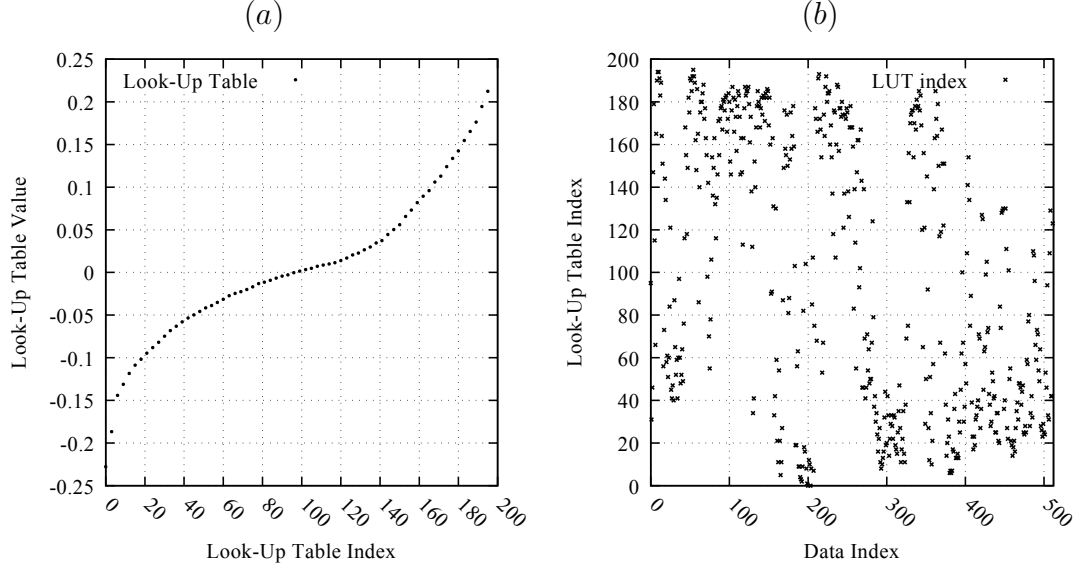 (a)
Look-Up Table Value
0.25
0.2
0.15
0.1
0.05
0
-0.05
-0.1
-0.15
-0.2
-0.25
Look-Up Table
0 20 40 60 80 100 120 140 160 180 200
Look-Up Table Index
(b)
Look-Up Table Index
200
180
160
140
120
100
80
60
40
20
0
LUT index
0 100 200 300 400 500
Data Index